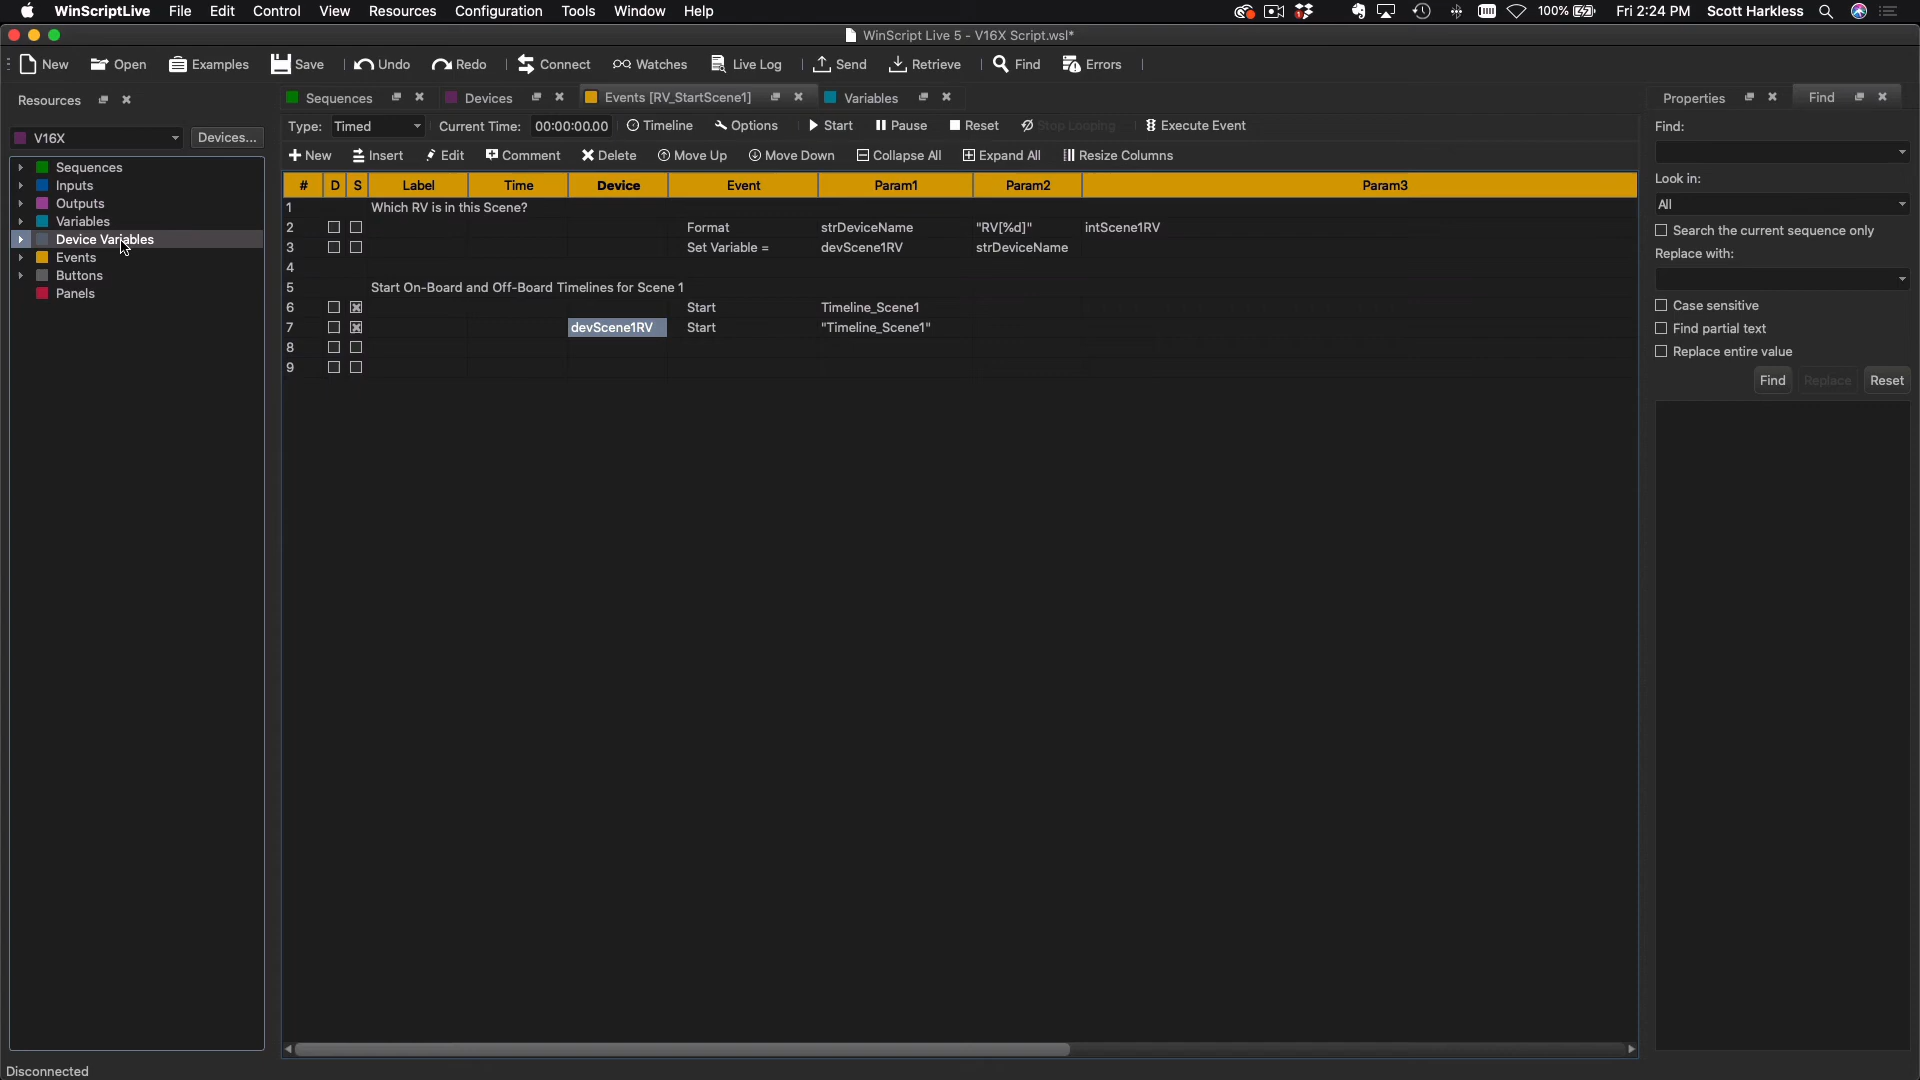 WinScriptLive File Edit Control View Resources Configuration Tools Window Help 100% Fri 2:24 PM Scott Harkless
WinScript Live 5 - V16X Script.wsl*
New Open Examples Save Undo Redo Connect Watches Live Log Send Retrieve Find Errors
Resources Sequences Devices Events [RV_StartScene1] Variables Properties Find
Type: Timed Current Time: 00:00:00.00 Timeline Options Start Pause Reset Stop Looping Execute Event
V16X Devices...
New Insert Edit Comment Delete Move Up Move Down Collapse All Expand All Resize Columns
# D S Label Time Device Event Param1 Param2 Param3
1 Which RV is in this Scene?
2 Format strDeviceName "RV[%d]" intScene1RV
3 Set Variable = devScene1RV strDeviceName
4
5 Start On-Board and Off-Board Timelines for Scene 1
6 Start Timeline_Scene1
7 devScene1RV Start "Timeline_Scene1"
8
9
Sequences
Inputs
Outputs
Variables
Device Variables
Events
Buttons
Panels
Find:
Look in:
All
Search the current sequence only
Replace with:
Case sensitive
Find partial text
Replace entire value
Find Replace Reset
Disconnected